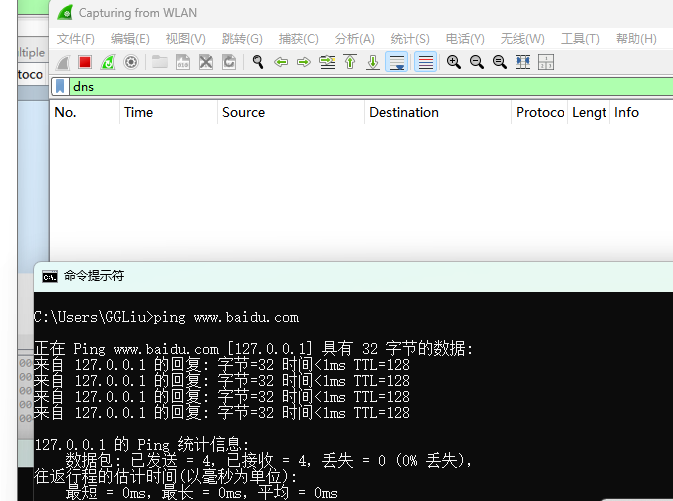 Capturing from WLAN
文件(F) 编辑(E) 视图(V) 跳转(G) 捕获(C) 分析(A) 统计(S) 电话(Y) 无线(W) 工具(T) 帮助(H)
ltiple
toco
dns
No. Time Source Destination Protoco Lengt Info
命令提示符
C:\Users\GGLiu>ping www.baidu.com
正在 Ping www.baidu.com [127.0.0.1] 具有 32 字节的数据:
来自 127.0.0.1 的回复: 字节=32 时间<1ms TTL=128
来自 127.0.0.1 的回复: 字节=32 时间<1ms TTL=128
来自 127.0.0.1 的回复: 字节=32 时间<1ms TTL=128
来自 127.0.0.1 的回复: 字节=32 时间<1ms TTL=128
127.0.0.1 的 Ping 统计信息:
数据包: 已发送 = 4, 已接收 = 4, 丢失 = 0 (0% 丢失),
往返行程的估计时间(以毫秒为单位):
最短 = 0ms, 最长 = 0ms, 平均 = 0ms